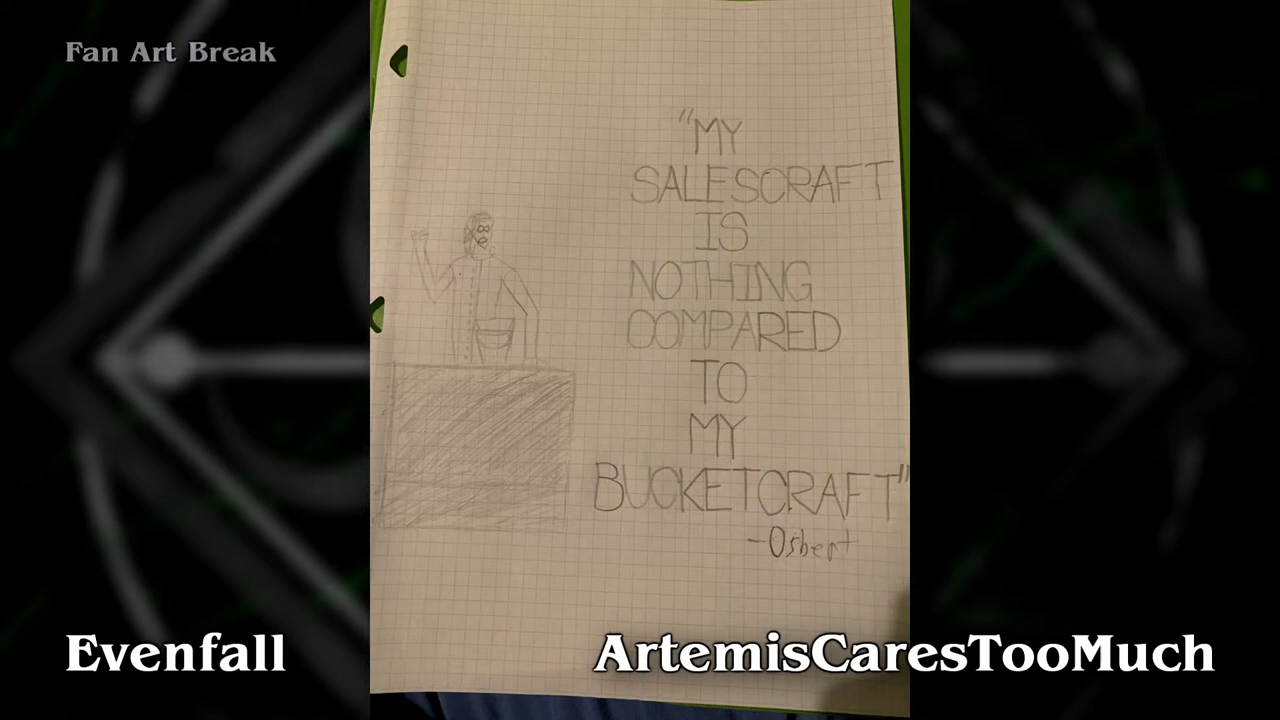 Fan Art Break
"MY
SALESCRAFT
IS
NOTHING
COMPARED
TO
MY
BUCKETCRAFT"
-Osbert
Evenfall
ArtemisCaresTooMuch